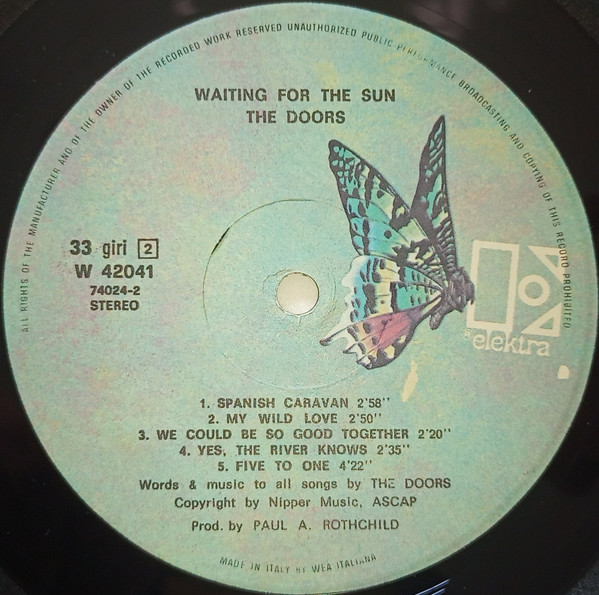 ALL RIGHTS OF THE MANUFACTURER AND OF THE OWNER OF THE RECORDED WORK RESERVED UNAUTHORIZED PUBLIC PERFORMANCE BROADCASTING AND COPYING OF THIS RECORD PROHIBITED
WAITING FOR THE SUN
THE DOORS
33 giri 2
W 42041
74024-2
STEREO
elektra
1. SPANISH CARAVAN 2'58''
2. MY WILD LOVE 2'50''
3. WE COULD BE SO GOOD TOGETHER 2'20''
4. YES, THE RIVER KNOWS 2'35''
5. FIVE TO ONE 4'22''
Words & music to all songs by THE DOORS
Copyright by Nipper Music, ASCAP
Prod. by PAUL A. ROTHCHILD
MADE IN ITALY BY WEA ITALIANA